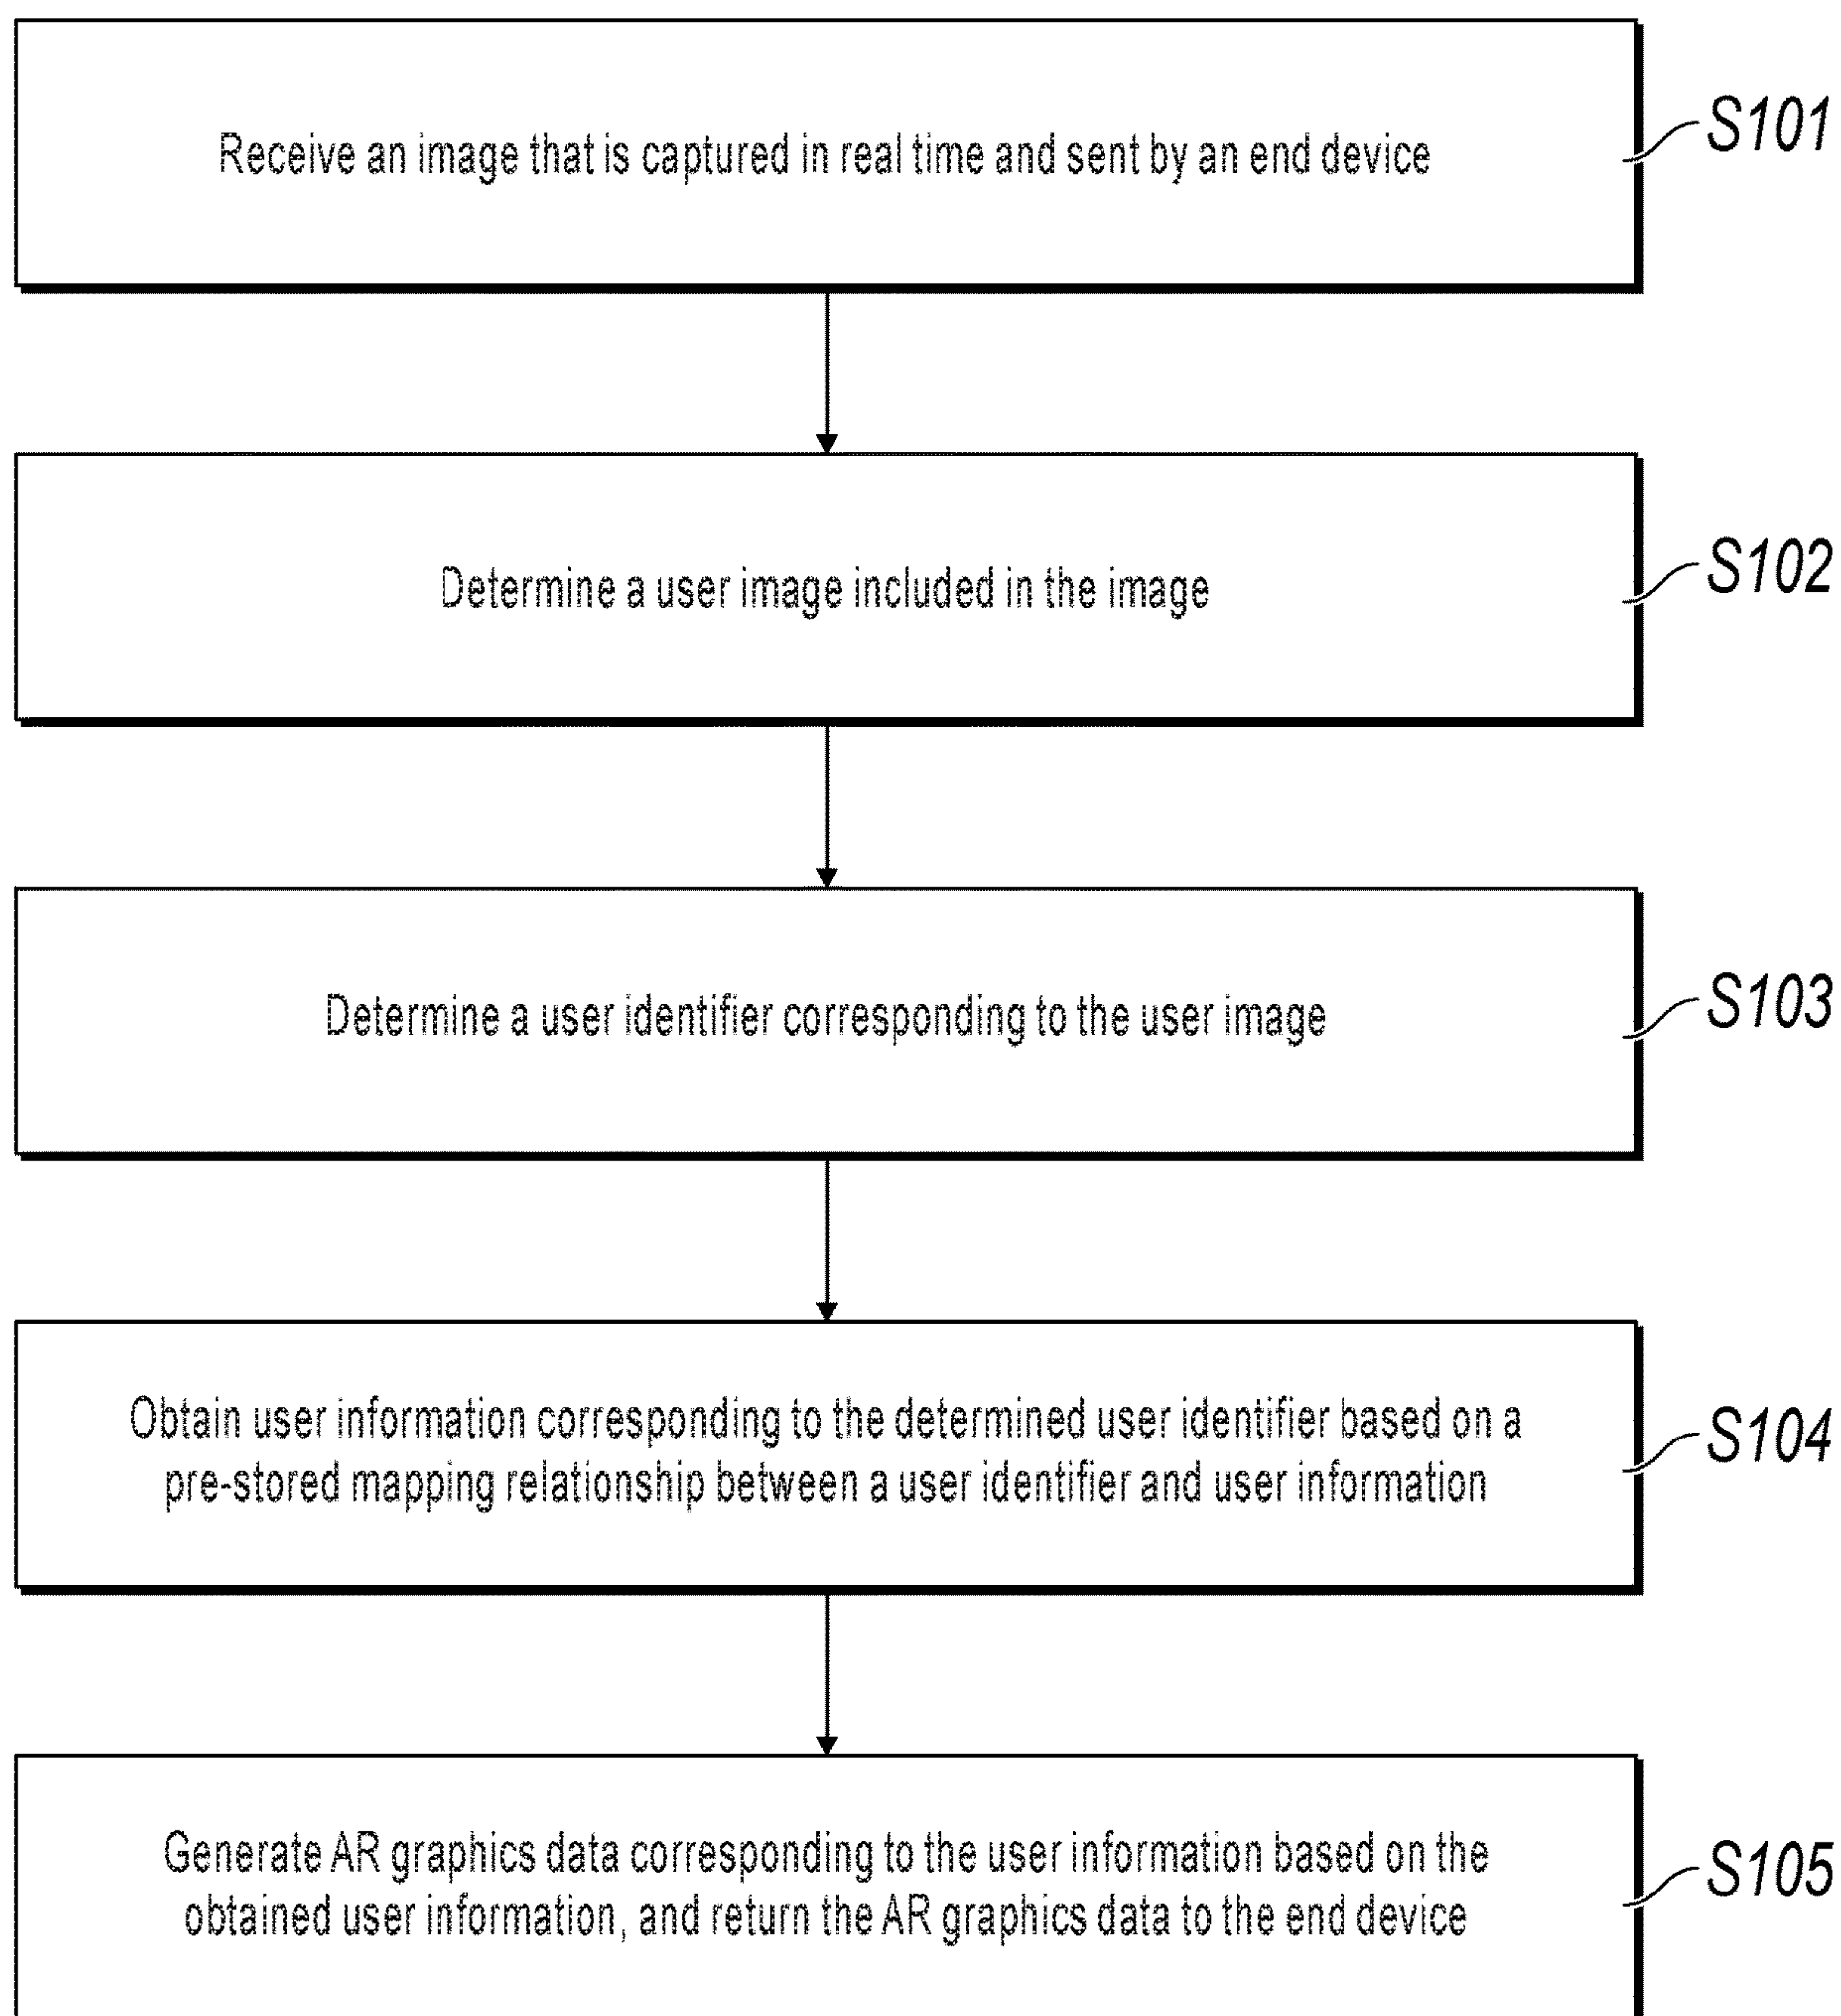 Receive an image that is captured in real time and sent by an end device
S101
Determine a user image included in the image
S102
Determine a user identifier corresponding to the user image
S103
Obtain user information corresponding to the determined user identifier based on a
pre-stored mapping relationship between a user identifier and user information
S104
Generate AR graphics data corresponding to the user information based on the
obtained user information, and return the AR graphics data to the end device
S105